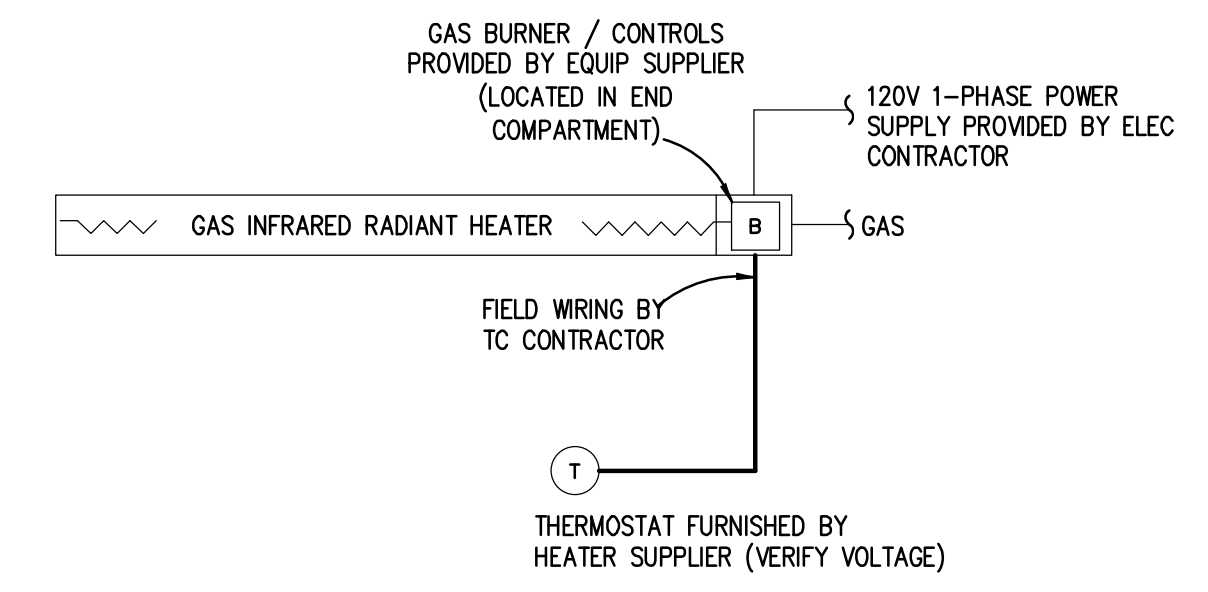 GAS BURNER / CONTROLS
PROVIDED BY EQUIP SUPPLIER
(LOCATED IN END
COMPARTMENT)
120V 1-PHASE POWER
SUPPLY PROVIDED BY ELEC
CONTRACTOR
GAS INFRARED RADIANT HEATER
B
GAS
FIELD WIRING BY
TC CONTRACTOR
T
THERMOSTAT FURNISHED BY
HEATER SUPPLIER (VERIFY VOLTAGE)